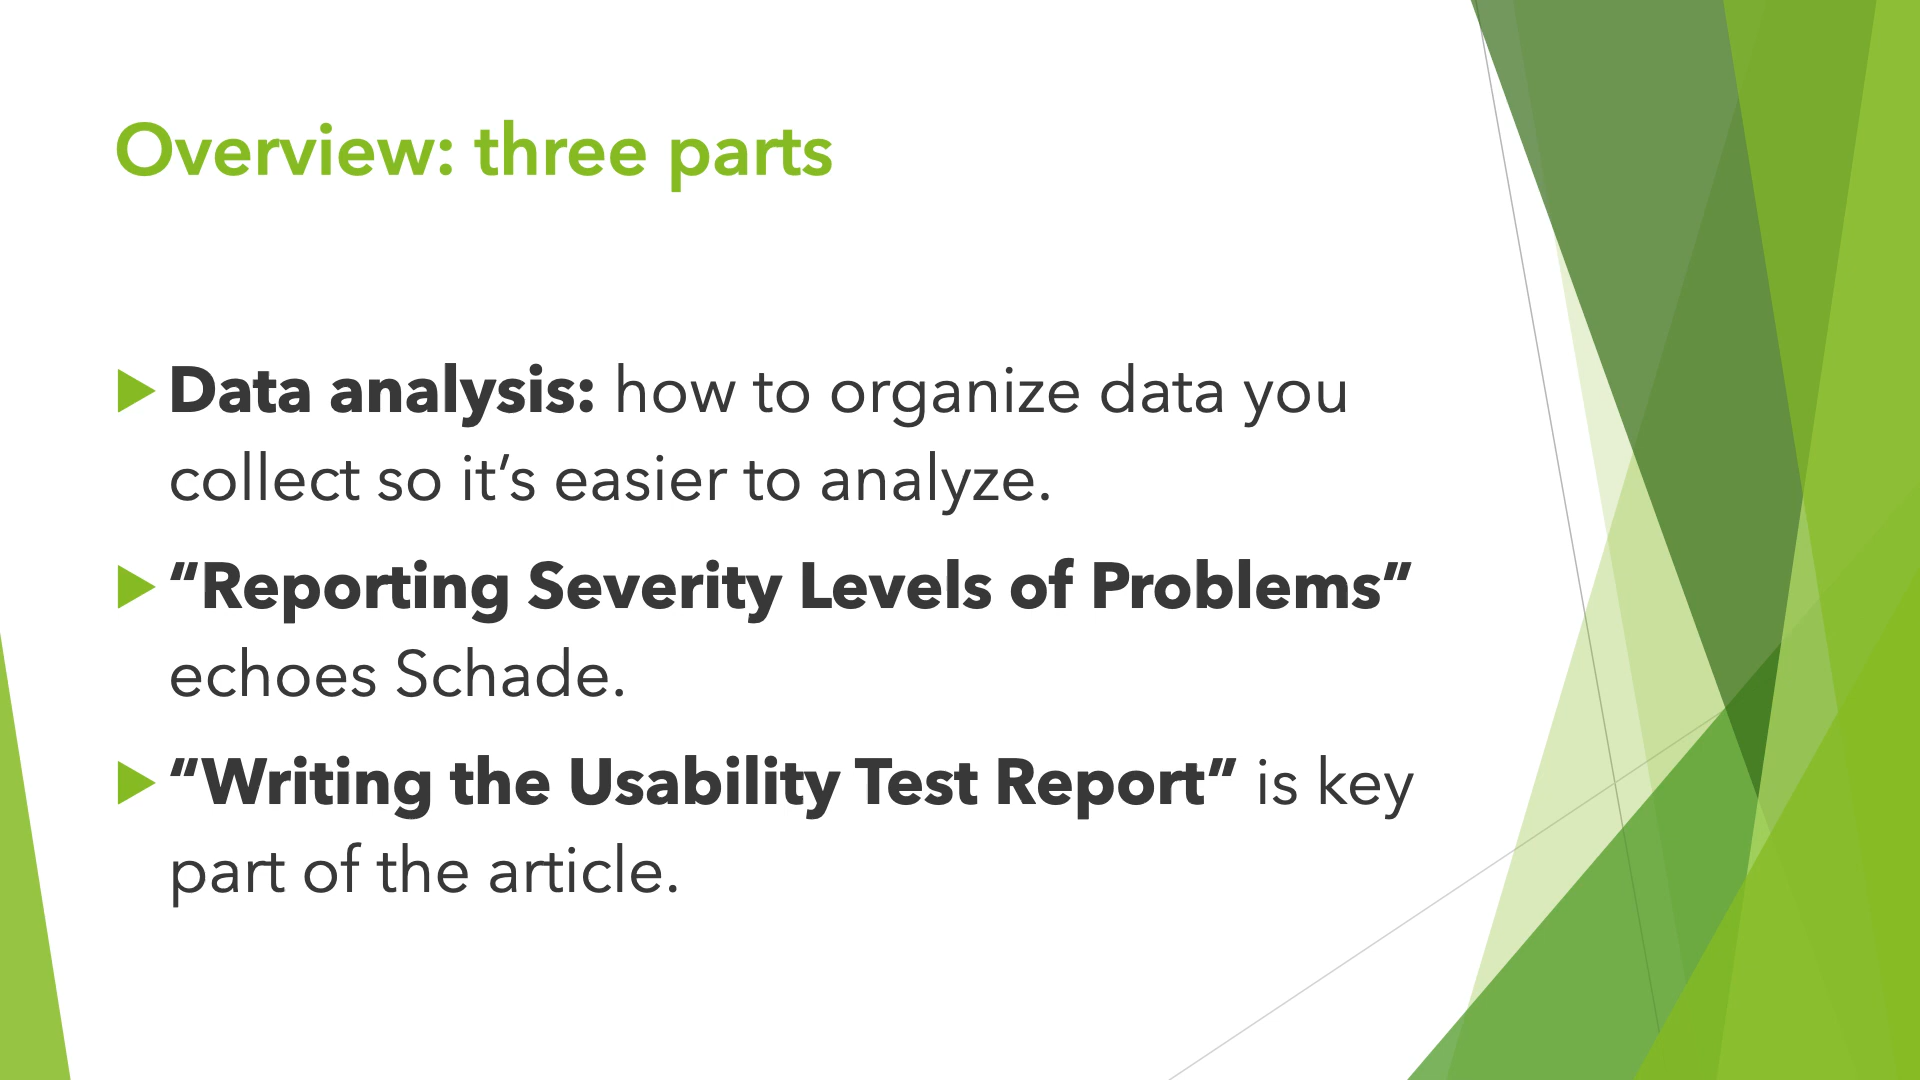 Overview: three parts
Data analysis: how to organize data you
collect so it’s easier to analyze.
“Reporting Severity Levels of Problems”
echoes Schade.
“Writing the Usability Test Report” is key
part of the article.